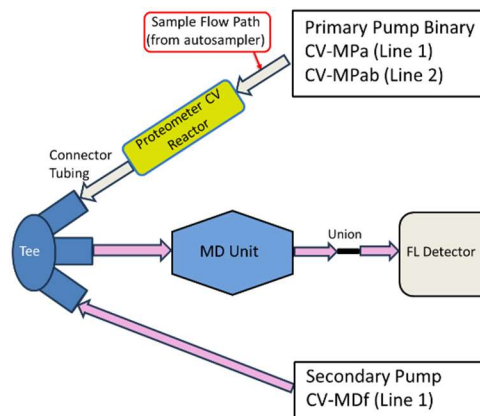 Sample Flow Path
(from autosampler)
Primary Pump Binary
CV-MPa (Line 1)
CV-MPab (Line 2)
Proteometer CV
Reactor
Connector
Tubing
Tee
MD Unit
Union
FL Detector
Secondary Pump
CV-MDf (Line 1)